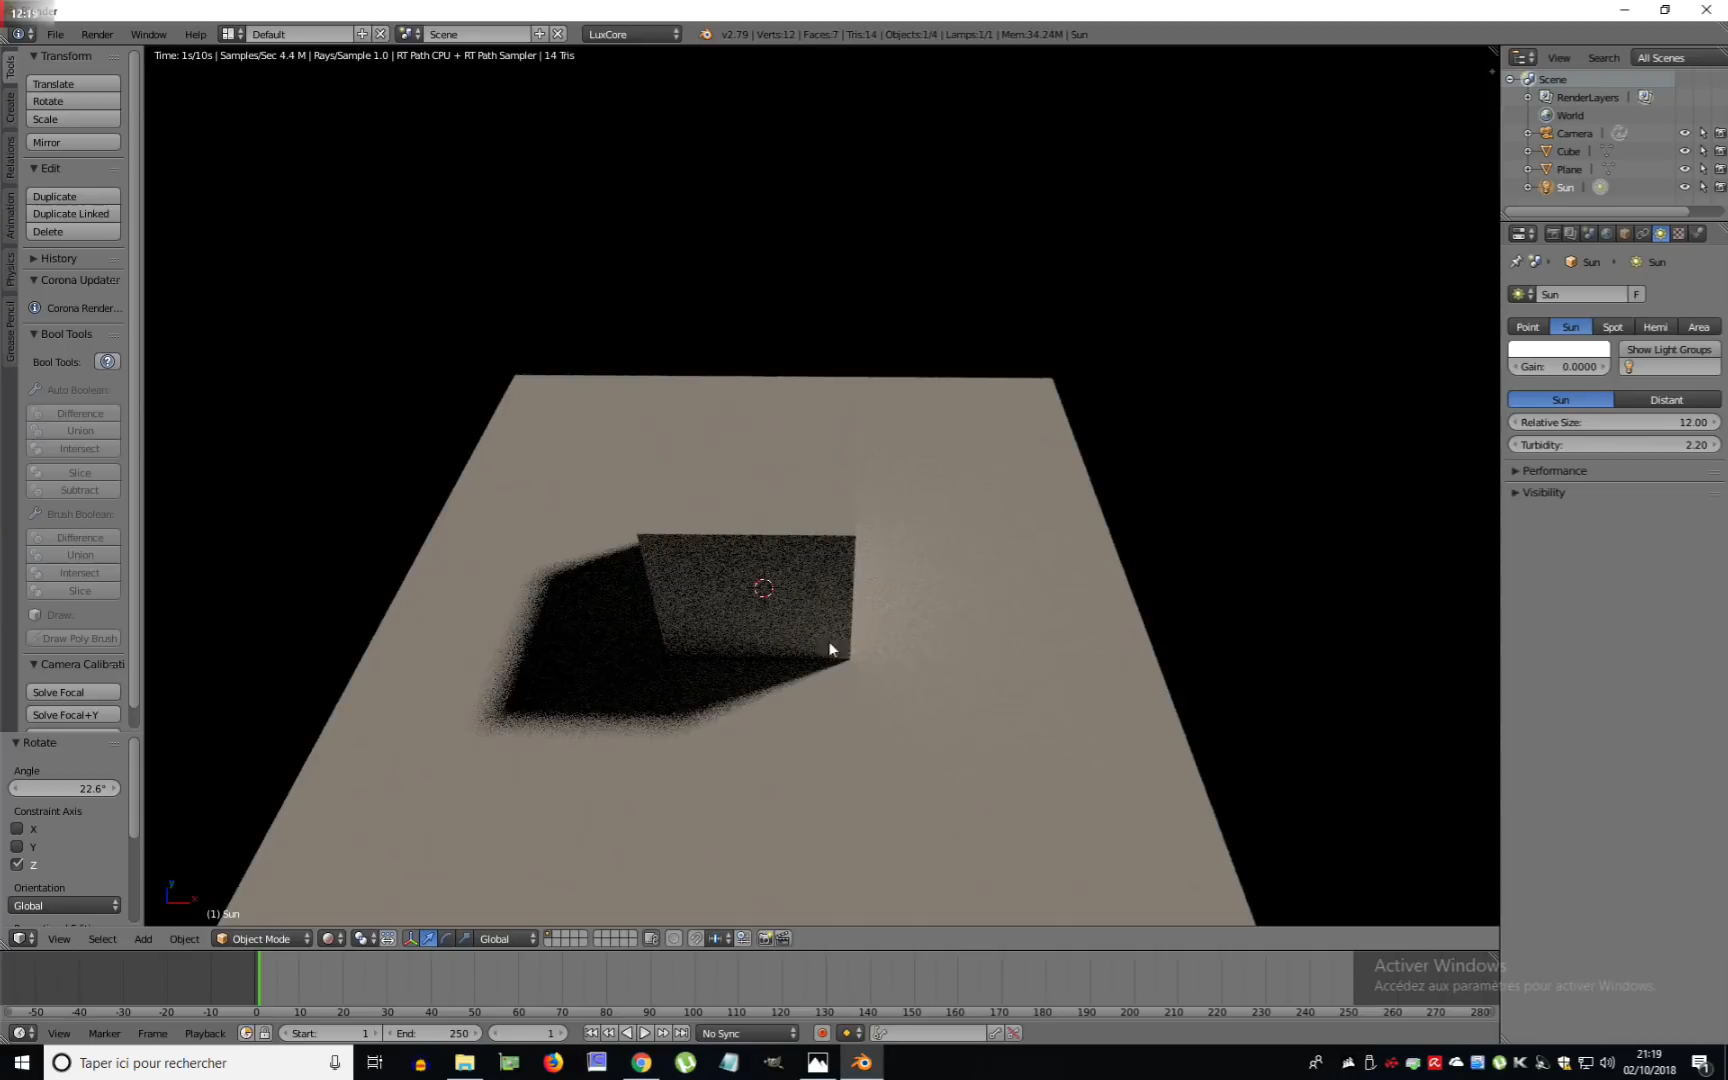 12:19
File Render Window Help Default Scene LuxCore v2.79 | Verts:12 | Faces:7 | Tris:14 | Objects:1/4 | Lamps:1/1 | Mem:34.24M | Sun
Time: 1s/10s | Samples/Sec 4.4 M | Rays/Sample 1.0 | RT Path CPU + RT Path Sampler | 14 Tris
Tools
Create
Relations
Animation
Physics
Grease Pencil
Transform
Translate
Rotate
Scale
Mirror
Edit
Duplicate
Duplicate Linked
Delete
History
Corona Updater
Corona Render...
Bool Tools
Bool Tools:
Auto Boolean:
Difference
Union
Intersect
Slice
Subtract
Brush Boolean:
Difference
Union
Intersect
Slice
Draw:
Draw Poly Brush
Camera Calibrati
Solve Focal
Solve Focal+Y
Rotate
Angle
22.6°
Constraint Axis
X
Y
Z
Orientation
Global
y
x
(1) Sun
View Select Add Object Object Mode Global
View Search All Scenes
Scene
RenderLayers |
World
Camera |
Cube |
Plane |
Sun |
Sun Sun
Sun F
Point Sun Spot Hemi Area
Show Light Groups
Gain: 0.0000
Sun Distant
Relative Size: 12.00
Turbidity: 2.20
Performance
Visibility
Activer Windows
Accédez aux paramètres pour activer Windows.
-50 -40 -30 -20 -10 0 10 20 30 40 50 60 70 80 90 100 110 120 130 140 150 160 170 180 190 200 210 220 230 240 250 260 270 280
View Marker Frame Playback Start: 1 End: 250 1 No Sync
Taper ici pour rechercher
21:19
02/10/2018
1